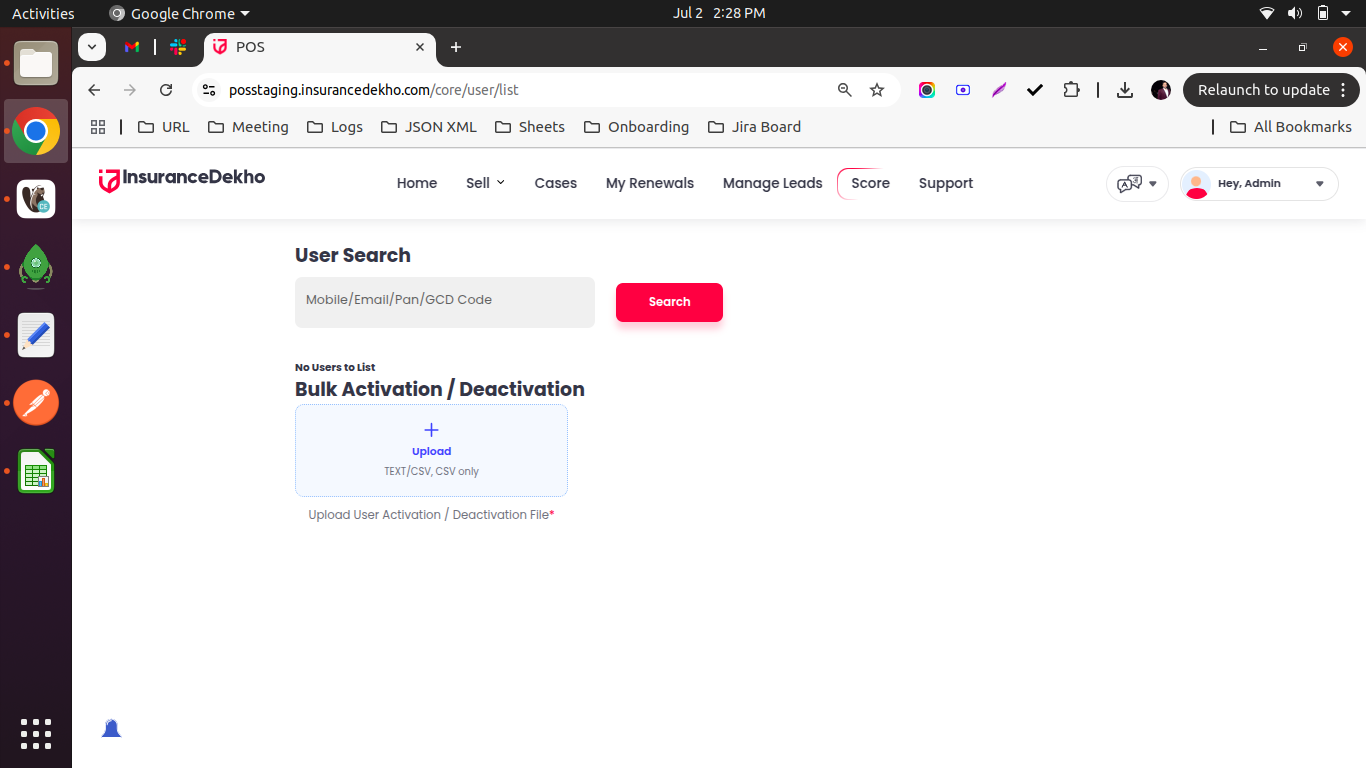 Activities Google Chrome Jul 2 2:28 PM
POS
posstaging.insurancedekho.com/core/user/list Relaunch to update
URL Meeting Logs JSON XML Sheets Onboarding Jira Board All Bookmarks
InsuranceDekho Home Sell Cases My Renewals Manage Leads Score Support Hey, Admin
User Search
Mobile/Email/Pan/GCD Code Search
No Users to List
Bulk Activation / Deactivation
Upload
TEXT/CSV, CSV only
Upload User Activation / Deactivation File*